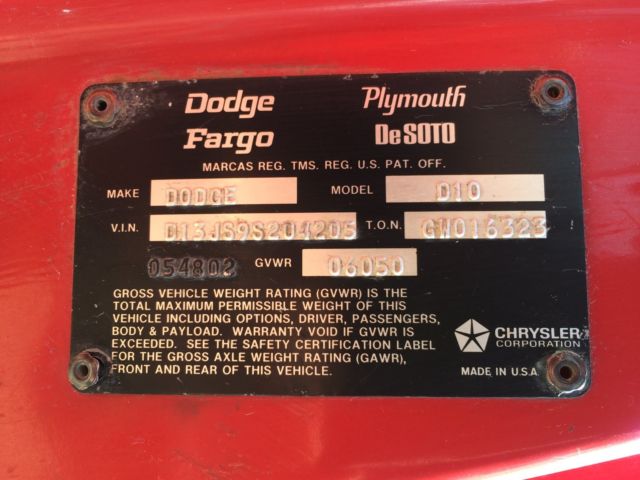 Dodge Plymouth
Fargo DeSOTO
MARCAS REG. TMS. REG. U.S. PAT. OFF.
MAKE DODGE MODEL D10
V.I.N. D13JS9S204205 T.O.N. GW016323
054802 GVWR 06050
GROSS VEHICLE WEIGHT RATING (GVWR) IS THE
TOTAL MAXIMUM PERMISSIBLE WEIGHT OF THIS
VEHICLE INCLUDING OPTIONS, DRIVER, PASSENGERS,
BODY & PAYLOAD. WARRANTY VOID IF GVWR IS
EXCEEDED. SEE THE SAFETY CERTIFICATION LABEL
FOR THE GROSS AXLE WEIGHT RATING (GAWR),
FRONT AND REAR OF THIS VEHICLE.
CHRYSLER
CORPORATION
MADE IN U.S.A.